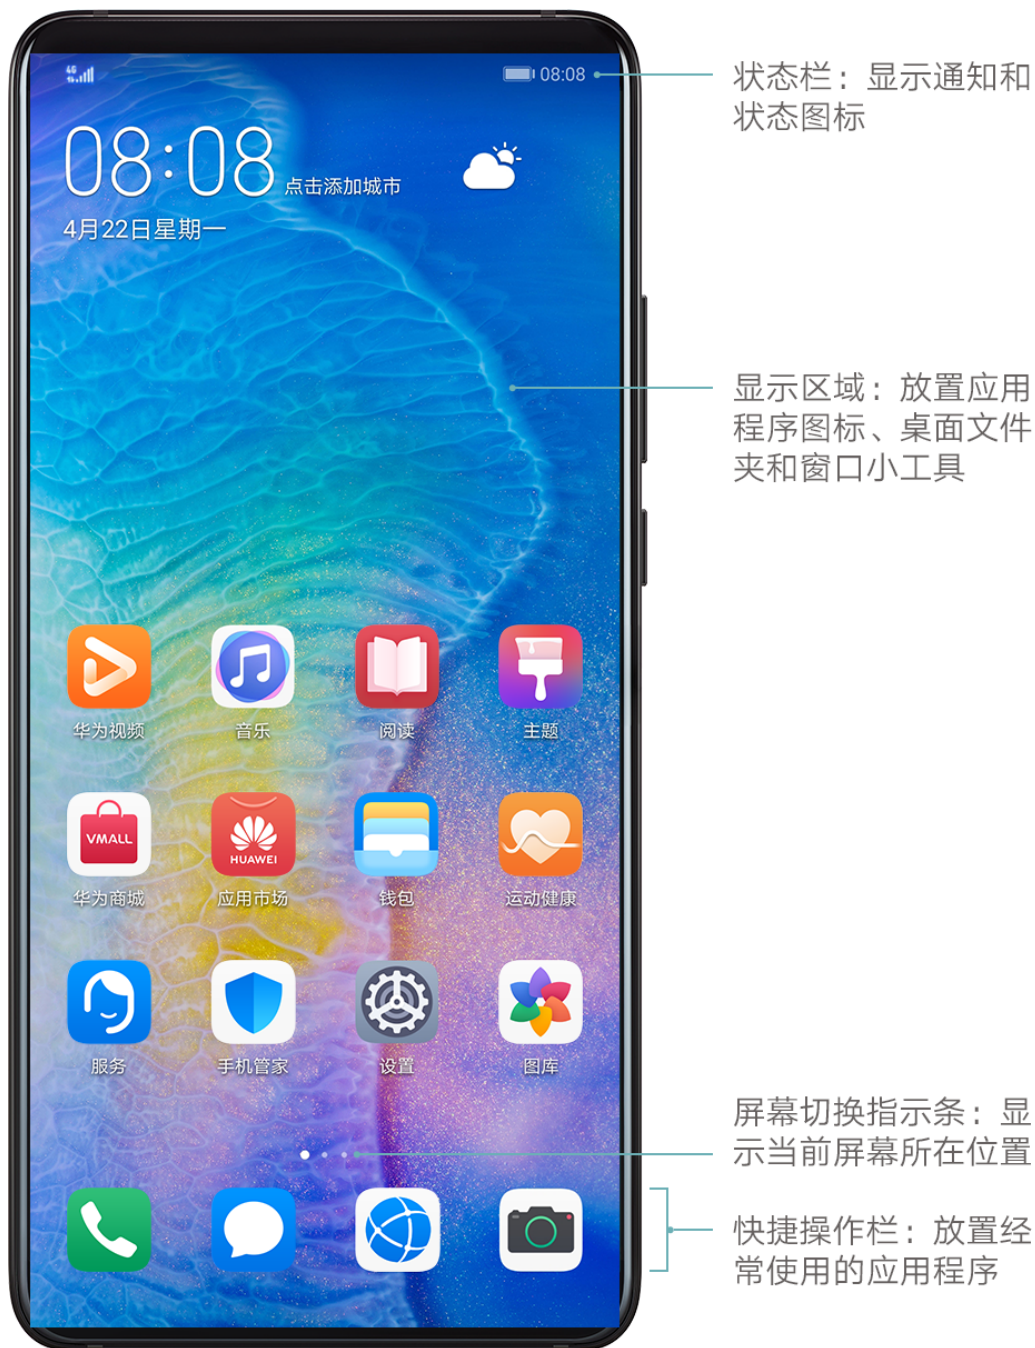 4G
08:08
状态栏：显示通知和
状态图标
08:08
点击添加城市
4月22日星期一
显示区域：放置应用
程序图标、桌面文件
夹和窗口小工具
华为视频
音乐
阅读
主题
VMALL
HUAWEI
华为商城
应用市场
钱包
运动健康
服务
手机管家
设置
图库
屏幕切换指示条：显
示当前屏幕所在位置
快捷操作栏：放置经
常使用的应用程序